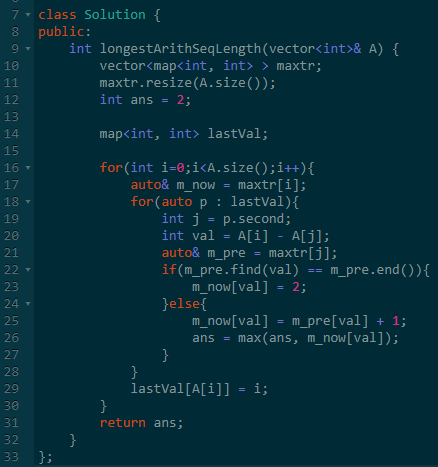 7 class Solution {
8 public:
9     int longestArithSeqLength(vector<int>& A) {
10         vector<map<int, int> > maxtr;
11         maxtr.resize(A.size());
12         int ans = 2;
13
14         map<int, int> lastVal;
15
16         for(int i=0;i<A.size();i++){
17             auto& m_now = maxtr[i];
18             for(auto p : lastVal){
19                 int j = p.second;
20                 int val = A[i] - A[j];
21                 auto& m_pre = maxtr[j];
22                 if(m_pre.find(val) == m_pre.end()){
23                     m_now[val] = 2;
24                 }else{
25                     m_now[val] = m_pre[val] + 1;
26                     ans = max(ans, m_now[val]);
27                 }
28             }
29             lastVal[A[i]] = i;
30         }
31         return ans;
32     }
33 };